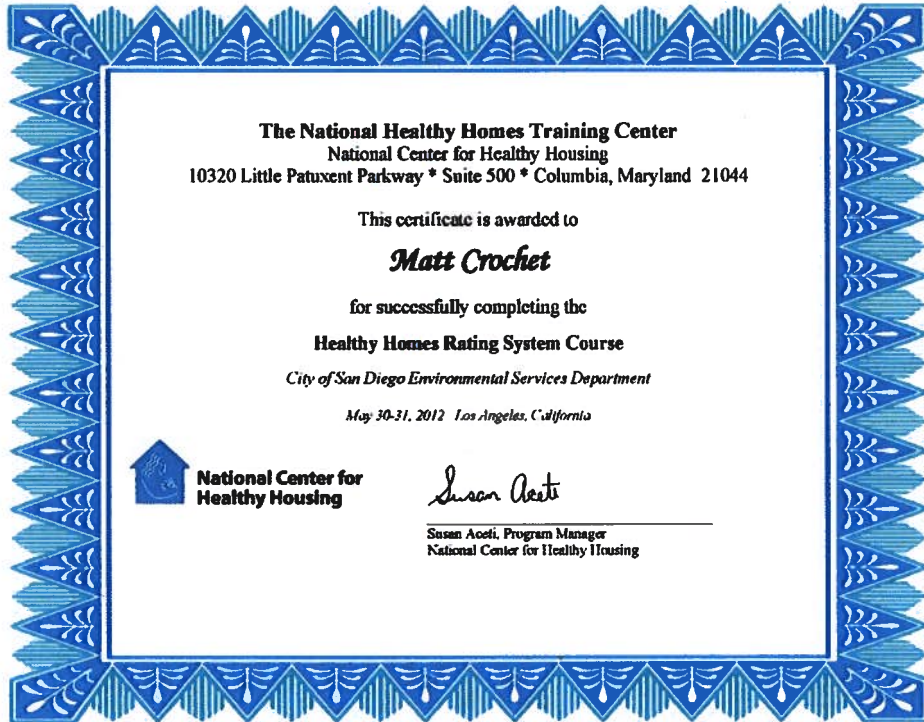 The National Healthy Homes Training Center
National Center for Healthy Housing
10320 Little Patuxent Parkway * Suite 500 * Columbia, Maryland 21044
This certificate is awarded to
Matt Crochet
for successfully completing the
Healthy Homes Rating System Course
City of San Diego Environmental Services Department
May 30-31, 2012 Los Angeles, California
National Center for
Healthy Housing
Susan Aceti
Susan Aceti, Program Manager
National Center for Healthy Housing